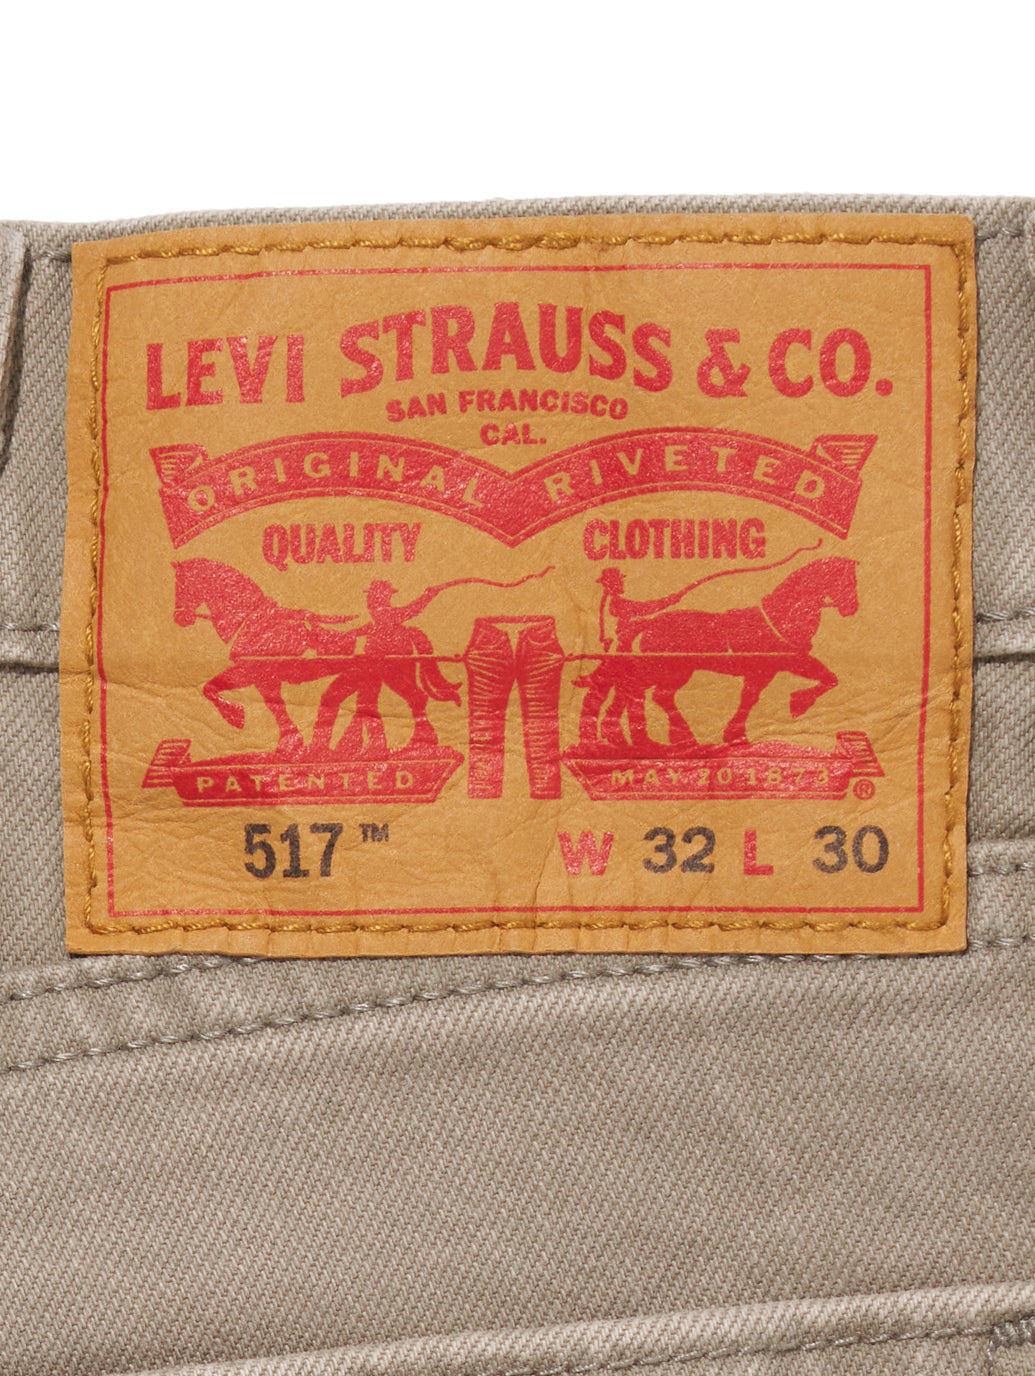 LEVI STRAUSS & CO.
SAN FRANCISCO
CAL.
ORIGINAL RIVETED
QUALITY CLOTHING
PATENTED MAY 20 1873 ®
517™ W 32 L 30